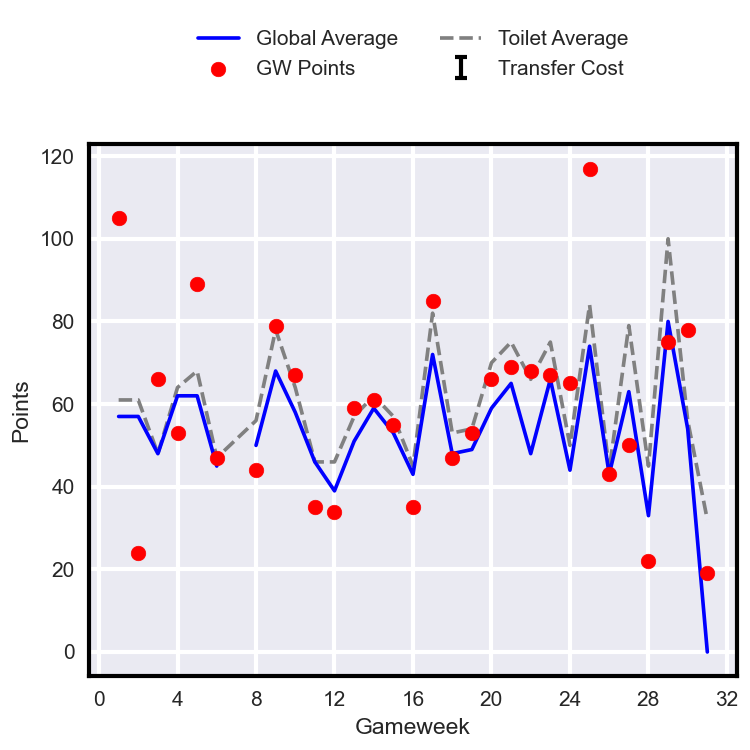 Global Average
Toilet Average
GW Points
Transfer Cost
120
100
80
60
40
20
0
Points
0 4 8 12 16 20 24 28 32
Gameweek